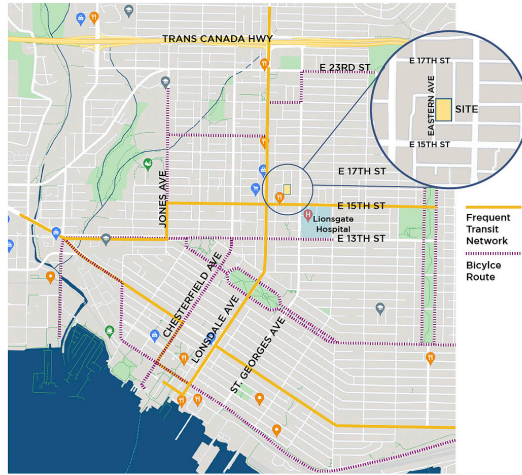 TRANS CANADA HWY
E 23RD ST
E 17TH ST
EASTERN AVE
SITE
E 15TH ST
JONES AVE
E 17TH ST
E 15TH ST
Lionsgate
Hospital
E 13TH ST
CHESTERFIELD AVE
LONSDALE AVE
ST. GEORGES AVE
Frequent
Transit
Network
Bicylce
Route